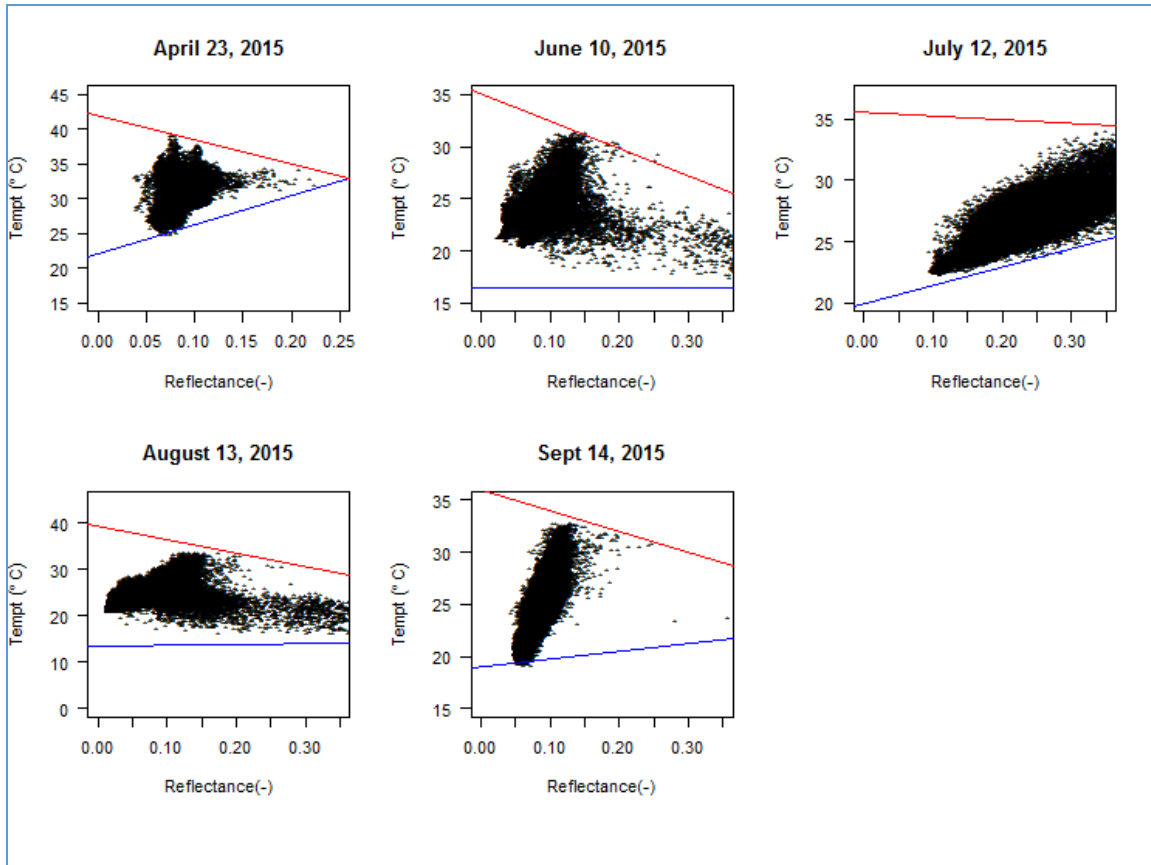 April 23, 2015
45
40
35
30
25
20
15
Tempt (° C)
0.00 0.05 0.10 0.15 0.20 0.25
Reflectance(-)
June 10, 2015
35
30
25
20
15
Tempt (° C)
0.00 0.10 0.20 0.30
Reflectance(-)
July 12, 2015
35
30
25
20
Tempt (° C)
0.00 0.10 0.20 0.30
Reflectance(-)
August 13, 2015
40
30
20
10
0
Tempt (° C)
0.00 0.10 0.20 0.30
Reflectance(-)
Sept 14, 2015
35
30
25
20
15
Tempt (° C)
0.00 0.10 0.20 0.30
Reflectance(-)